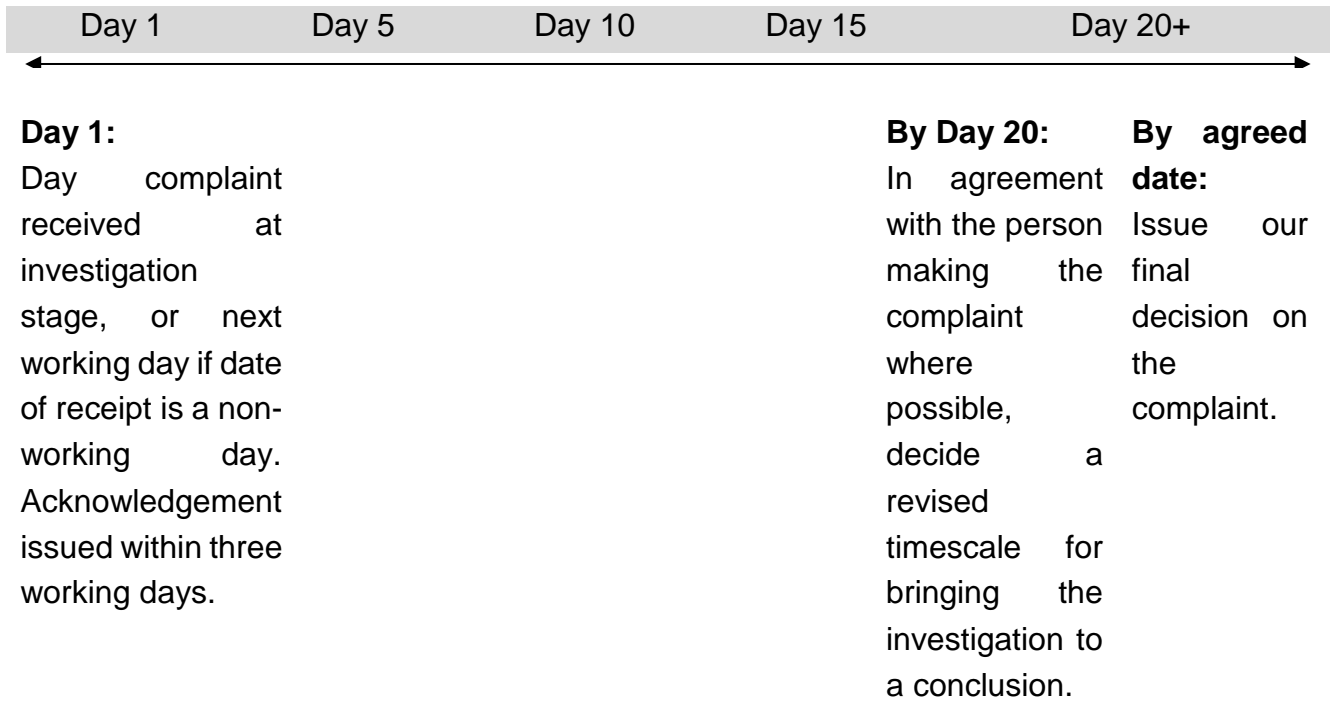 Day 1 Day 5 Day 10 Day 15 Day 20+
Day 1:
Day complaint
received at
investigation
stage, or next
working day if date
of receipt is a non-
working day.
Acknowledgement
issued within three
working days.
By Day 20:
In agreement
with the person
making the
complaint
where
possible,
decide a
revised
timescale for
bringing the
investigation to
a conclusion.
By agreed
date:
Issue our
final
decision on
the
complaint.